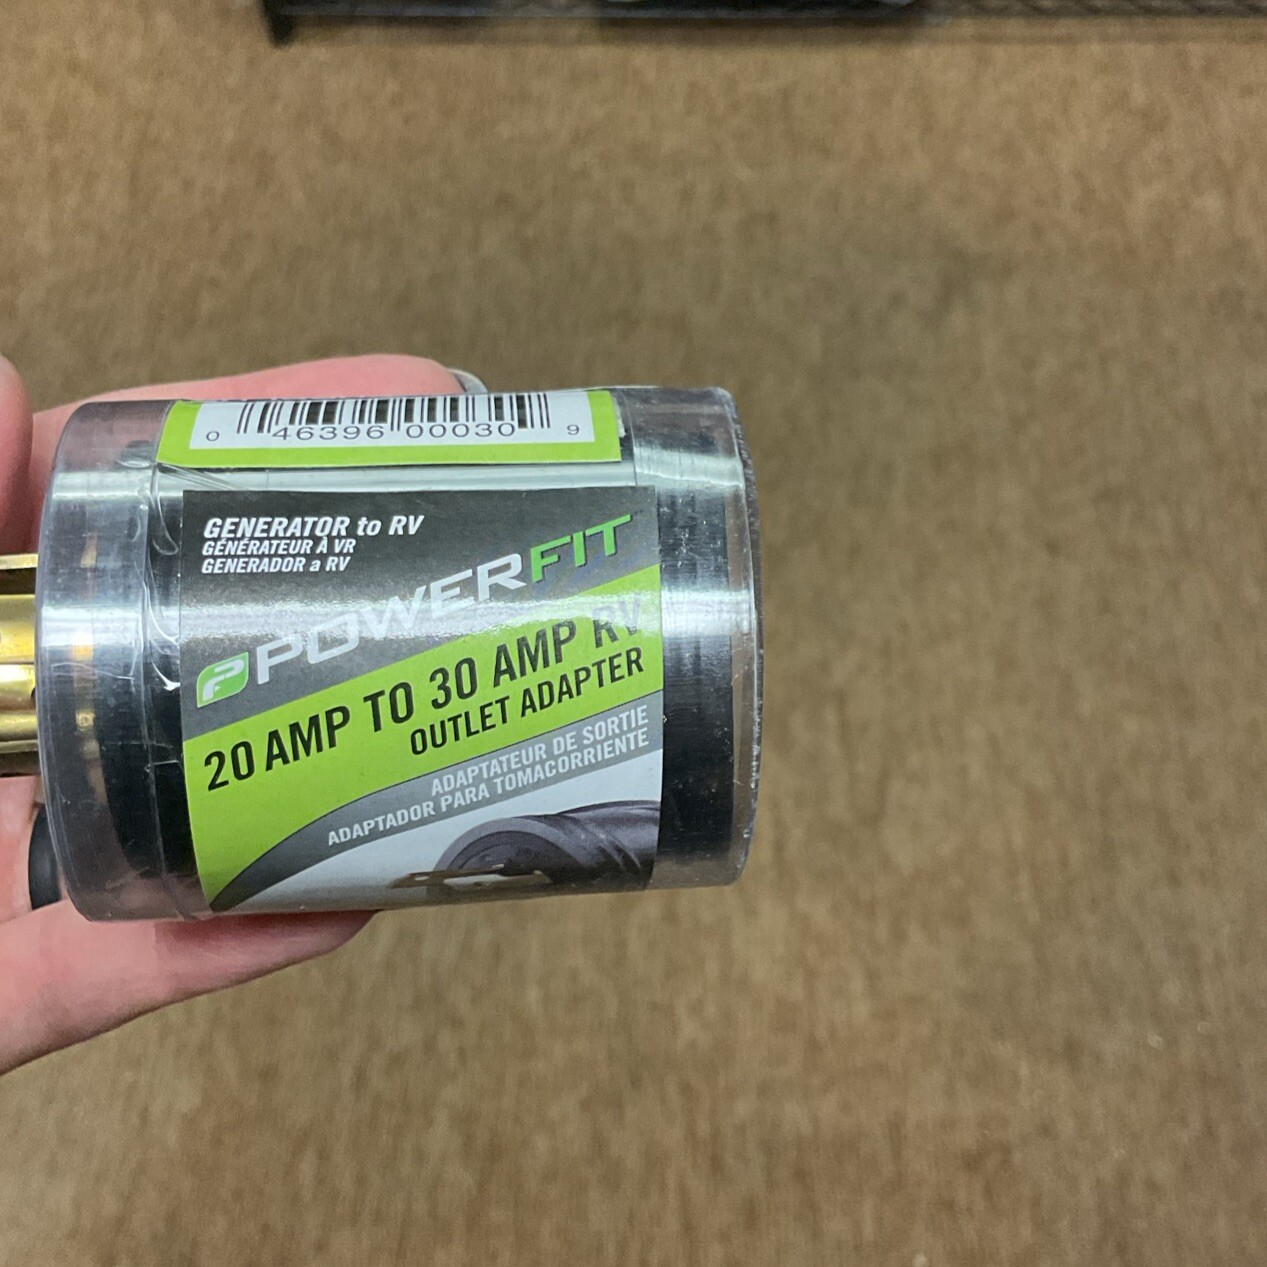 0 46396 00030 9
GENERATOR to RV
GÉNÉRATEUR À VR
GENERADOR a RV
POWERFIT
20 AMP TO 30 AMP RV
OUTLET ADAPTER
ADAPTATEUR DE SORTIE
ADAPTADOR PARA TOMACORRIENTE